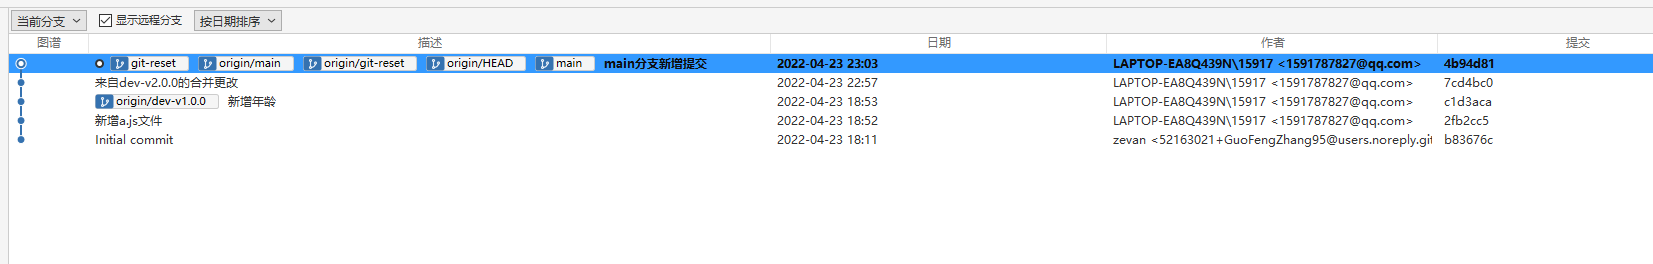 当前分支 显示远程分支 按日期排序
图谱 描述 日期 作者 提交
git-reset origin/main origin/git-reset origin/HEAD main main分支新增提交 2022-04-23 23:03 LAPTOP-EA8Q439N\15917 <1591787827@qq.com> 4b94d81
来自dev-v2.0.0的合并更改 2022-04-23 22:57 LAPTOP-EA8Q439N\15917 <1591787827@qq.com> 7cd4bc0
origin/dev-v1.0.0 新增年龄 2022-04-23 18:53 LAPTOP-EA8Q439N\15917 <1591787827@qq.com> c1d3aca
新增a.js文件 2022-04-23 18:52 LAPTOP-EA8Q439N\15917 <1591787827@qq.com> 2fb2cc5
Initial commit 2022-04-23 18:11 zevan <52163021+GuoFengZhang95@users.noreply.git b83676c